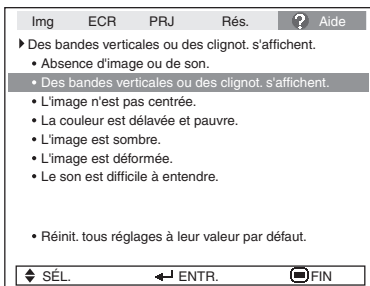 Img ECR PRJ Rés. ? Aide
Des bandes verticales ou des clignot. s'affichent.
• Absence d'image ou de son.
• Des bandes verticales ou des clignot. s'affichent.
• L'image n'est pas centrée.
• La couleur est délavée et pauvre.
• L'image est sombre.
• L'image est déformée.
• Le son est difficile à entendre.
• Réinit. tous réglages à leur valeur par défaut.
SÉL. ENTR. FIN